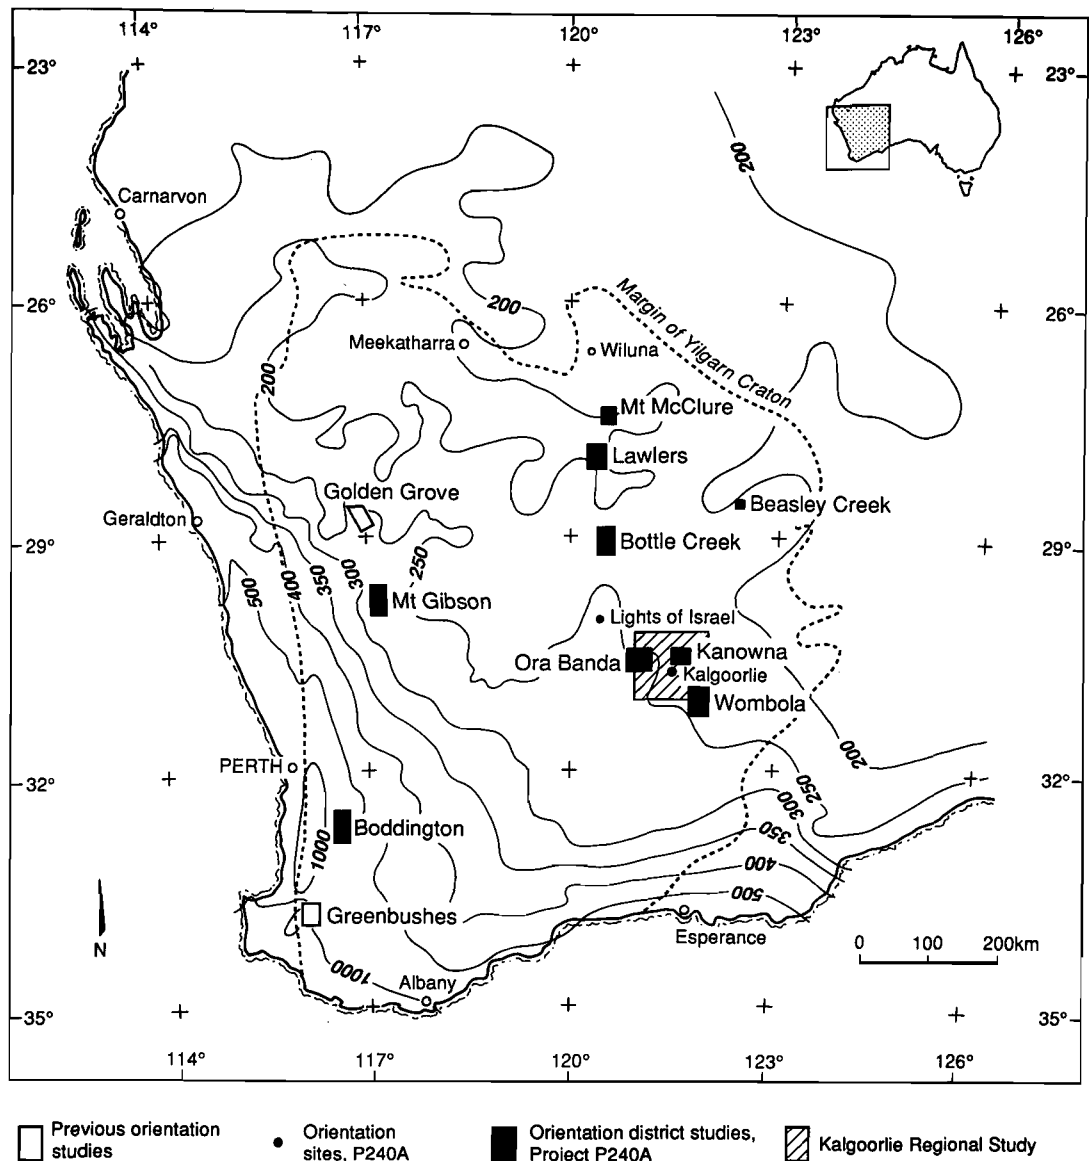 114°
117°
120°
123°
126°
23°
23°
200
Carnarvon
26°
200
Margin of Yilgarn Craton
26°
Meekatharra
Wiluna
200
Mt McClure
Lawlers
Golden Grove
Beasley Creek
Geraldton
29°
Bottle Creek
29°
250
500
400
350
300
Mt Gibson
Lights of Israel
Ora Banda
Kanowna
Kalgoorlie
Wombola
200
PERTH
32°
32°
250
300
Boddington
1000
350
400
500
Greenbushes
N
Esperance
0 100 200km
1000
Albany
35°
35°
114°
117°
120°
123°
126°
Previous orientation
studies
Orientation
sites, P240A
Orientation district studies,
Project P240A
Kalgoorlie Regional Study